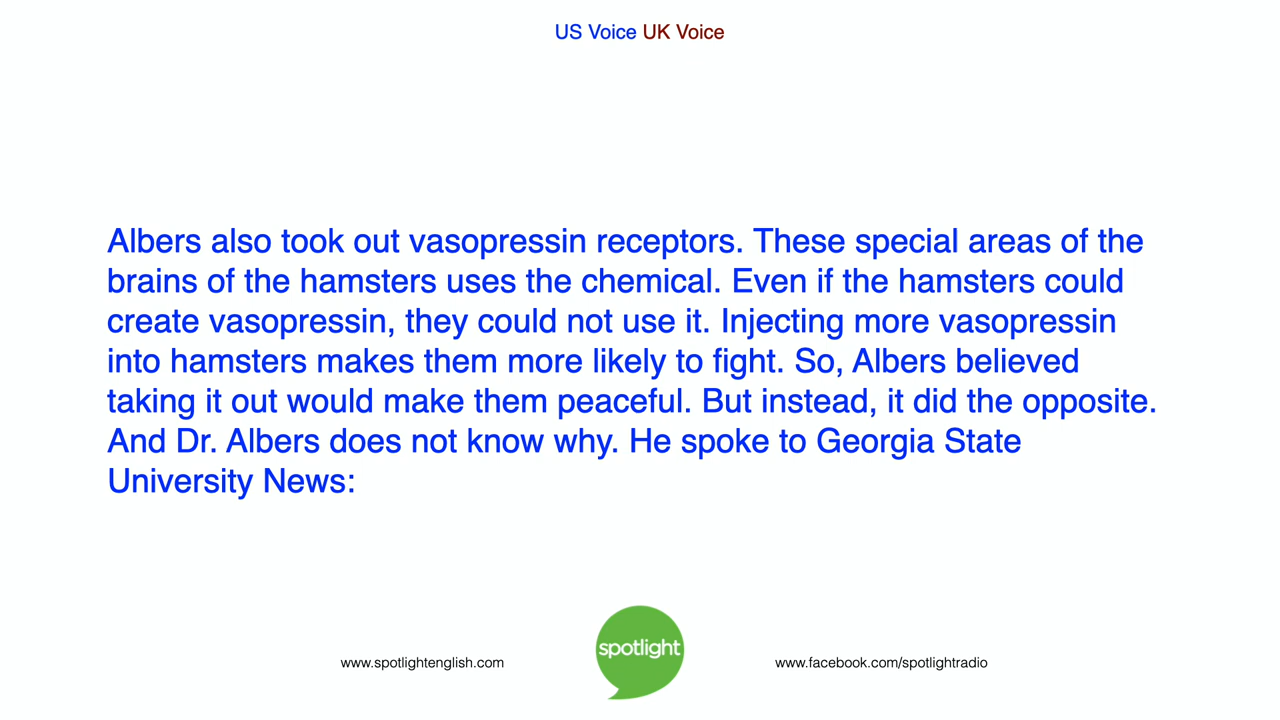 US Voice UK Voice
Albers also took out vasopressin receptors. These special areas of the
brains of the hamsters uses the chemical. Even if the hamsters could
create vasopressin, they could not use it. Injecting more vasopressin
into hamsters makes them more likely to fight. So, Albers believed
taking it out would make them peaceful. But instead, it did the opposite.
And Dr. Albers does not know why. He spoke to Georgia State
University News:
www.spotlightenglish.com
spotlight
www.facebook.com/spotlightradio